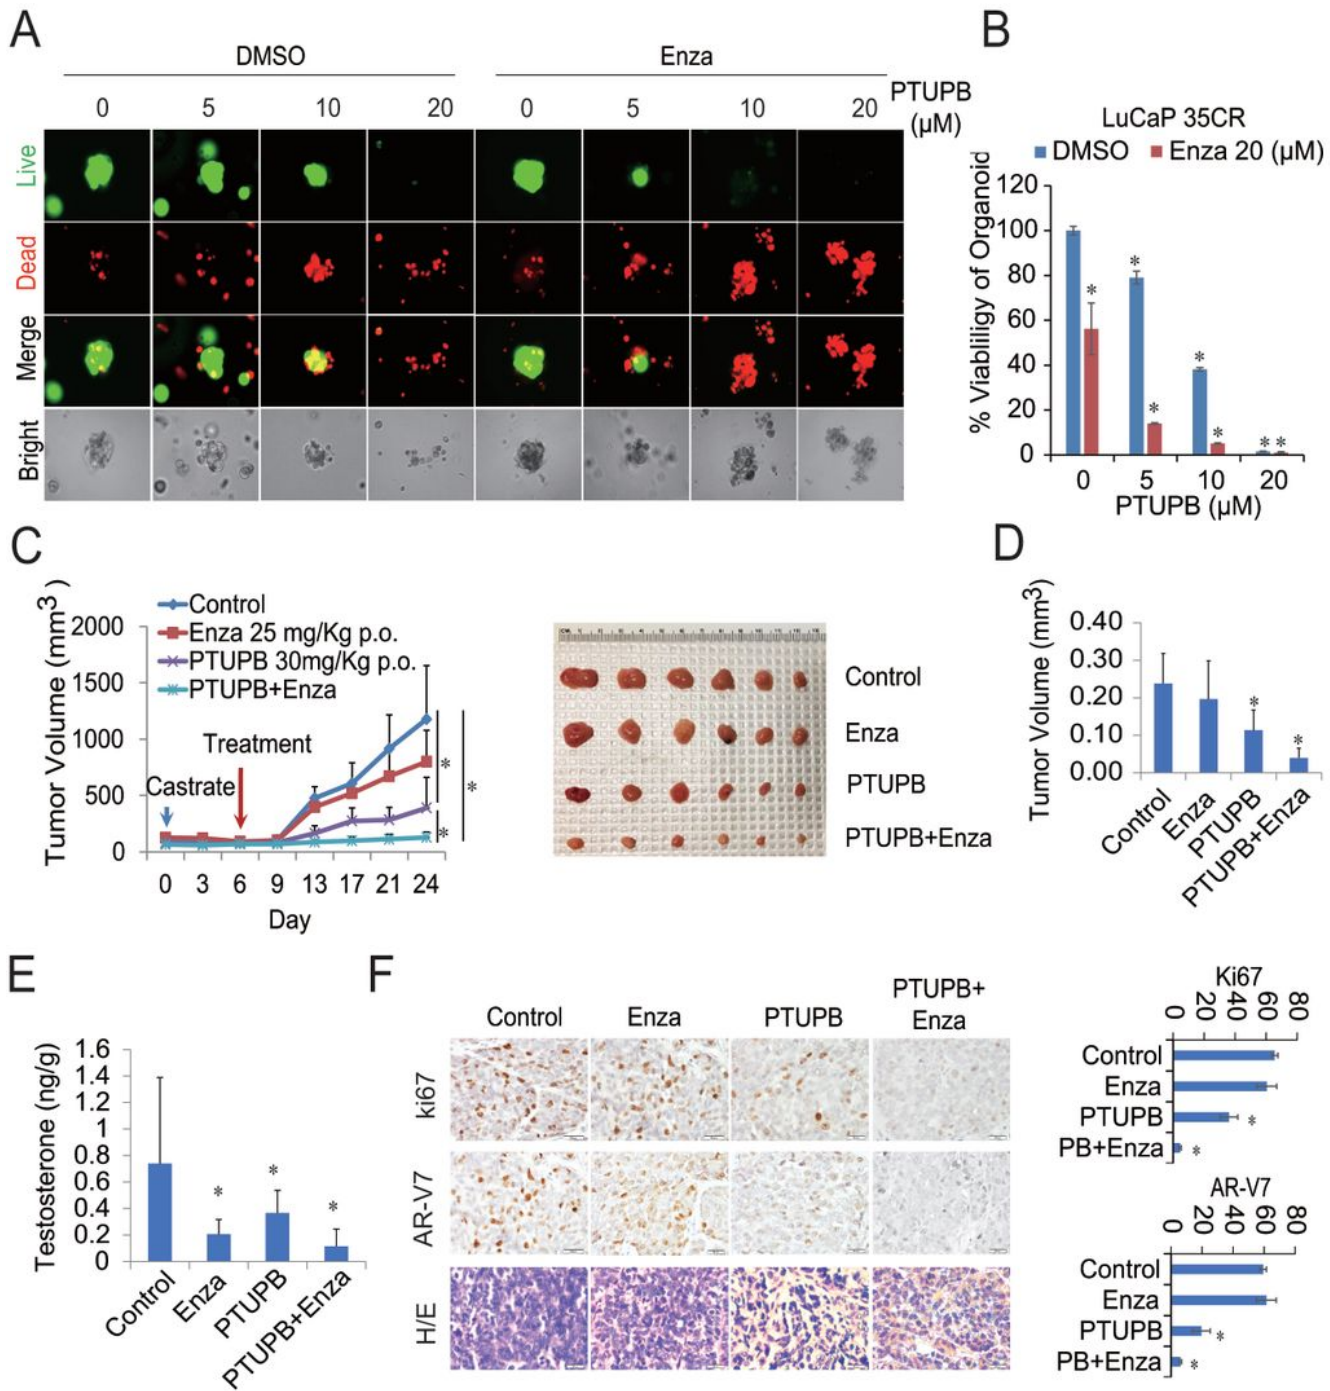 A
DMSO
Enza
0 5 10 20 0 5 10 20
PTUPB
(µM)
Live
Dead
Merge
Bright
B
LuCaP 35CR
DMSO Enza 20 (µM)
% Viabliligy of Organoid
120
100
80
60
40
20
0
*
*
*
*
*
* *
0 5 10 20
PTUPB (µM)
C
Tumor Volume (mm3)
2000
1500
1000
500
0
Control
Enza 25 mg/Kg p.o.
PTUPB 30mg/Kg p.o.
PTUPB+Enza
Treatment
Castrate
*
*
*
0 3 6 9 13 17 21 24
Day
Control
Enza
PTUPB
PTUPB+Enza
D
Tumor Volume (mm3)
0.40
0.30
0.20
0.10
0.00
*
*
Control
Enza
PTUPB
PTUPB+Enza
E
Testosterone (ng/g)
1.6
1.4
1.2
1
0.8
0.6
0.4
0.2
0
*
*
*
Control
Enza
PTUPB
PTUPB+Enza
F
Control
Enza
PTUPB
PTUPB+
Enza
ki67
AR-V7
H/E
Ki67
0 20 40 60 80
Control
Enza
PTUPB *
PB+Enza *
AR-V7
0 20 40 60 80
Control
Enza
PTUPB *
PB+Enza *